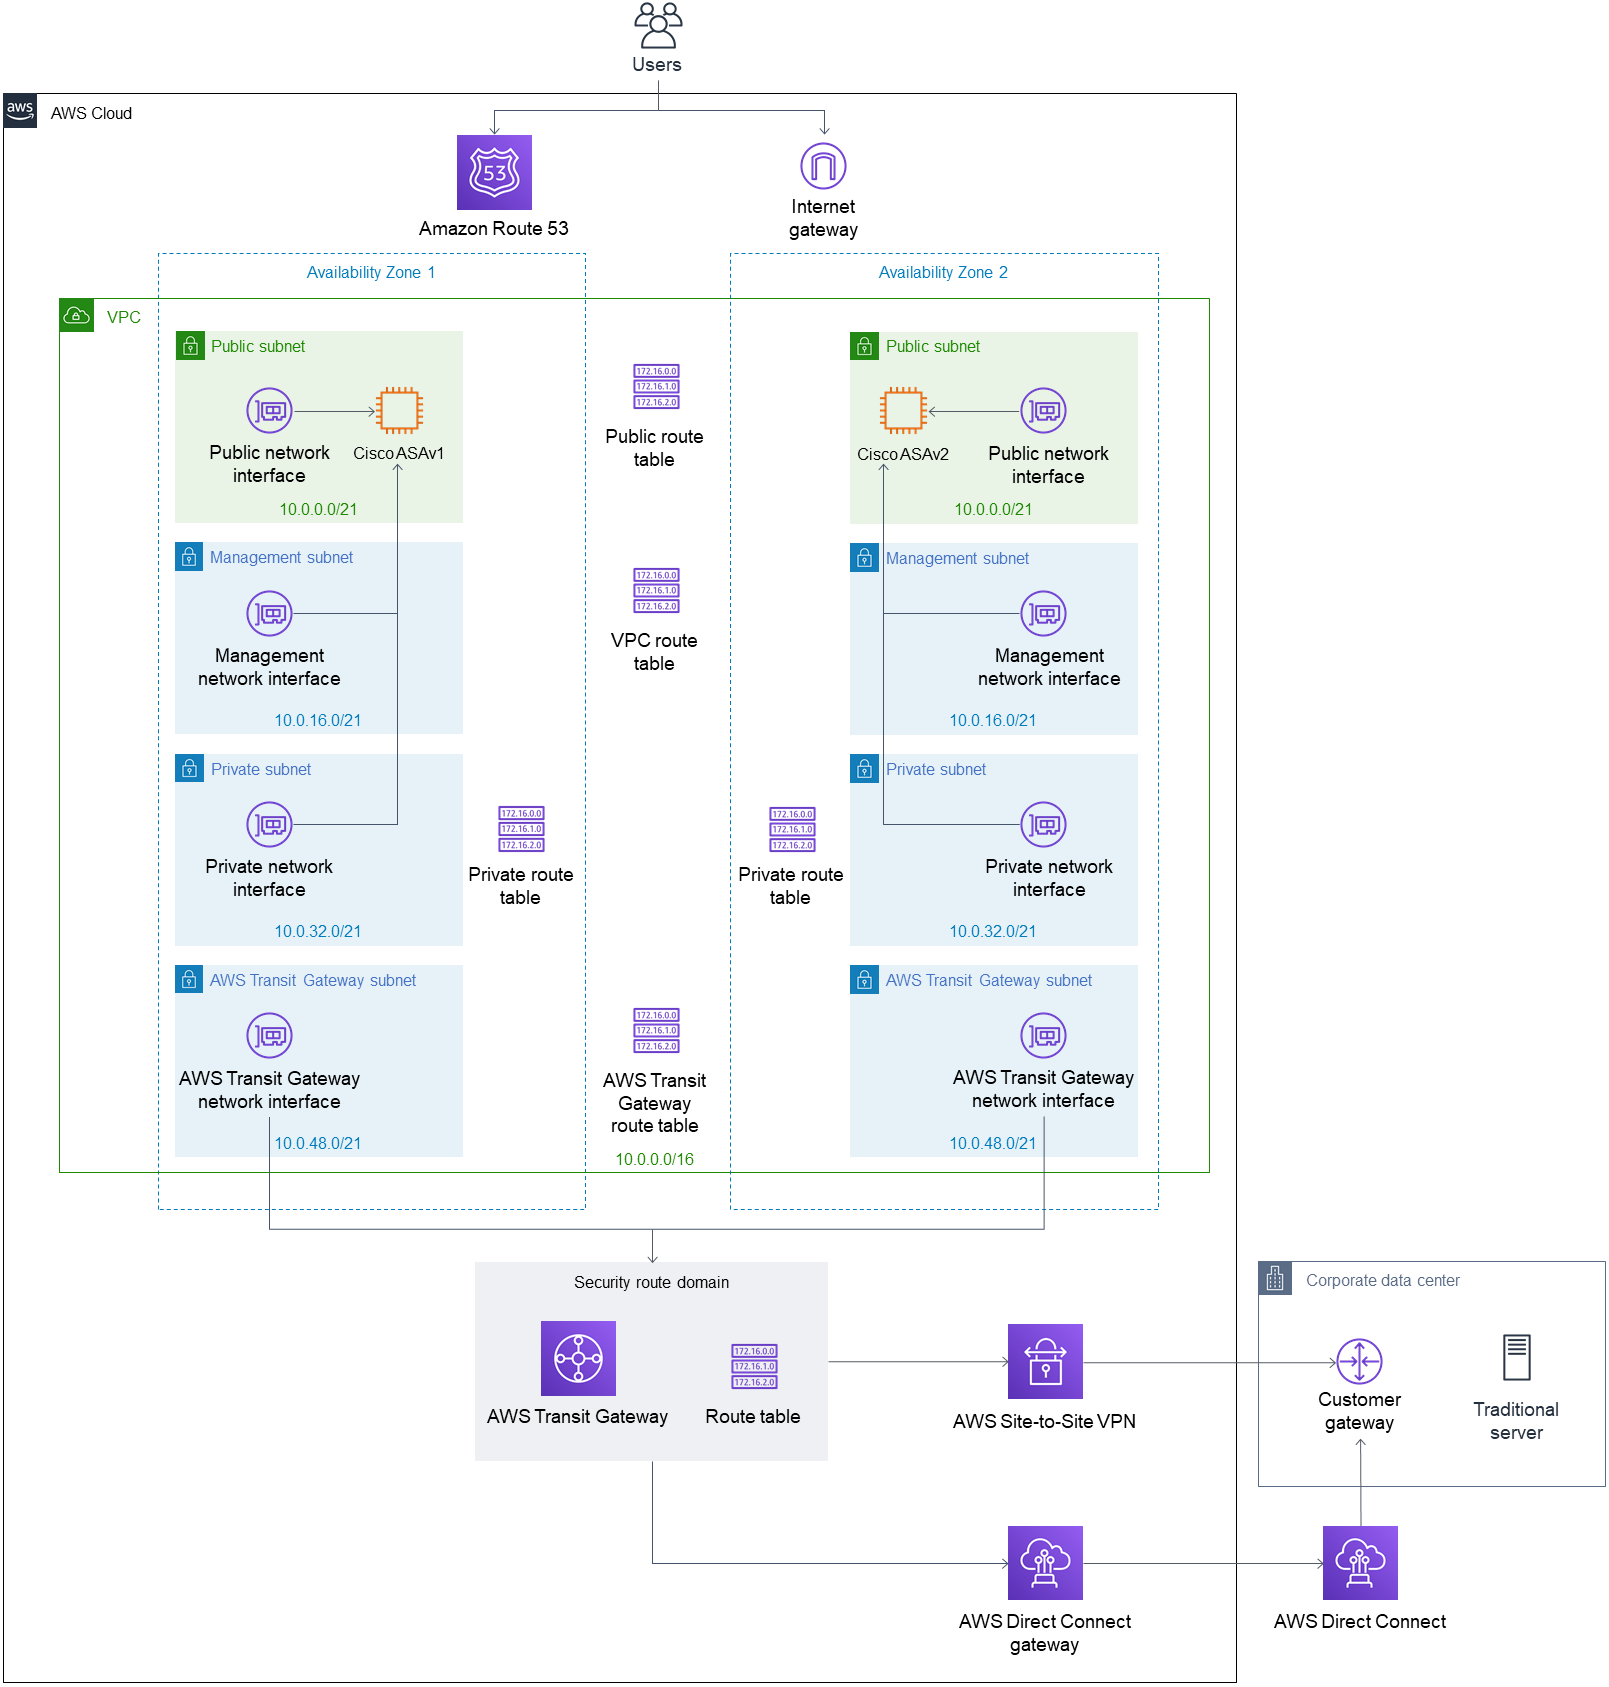 Users
aws
AWS Cloud
53
Amazon Route 53
Internet
gateway
Availability Zone 1
Availability Zone 2
VPC
Public subnet
Public network
interface
Cisco ASAv1
10.0.0.0/21
172.16.0.0
172.16.1.0
172.16.2.0
Public route
table
Public subnet
Cisco ASAv2
Public network
interface
10.0.0.0/21
Management subnet
Management
network interface
10.0.16.0/21
172.16.0.0
172.16.1.0
172.16.2.0
VPC route
table
Management subnet
Management
network interface
10.0.16.0/21
Private subnet
Private network
interface
10.0.32.0/21
172.16.0.0
172.16.1.0
172.16.2.0
Private route
table
172.16.0.0
172.16.1.0
172.16.2.0
Private route
table
Private subnet
Private network
interface
10.0.32.0/21
AWS Transit Gateway subnet
AWS Transit Gateway
network interface
10.0.48.0/21
172.16.0.0
172.16.1.0
172.16.2.0
AWS Transit
Gateway
route table
10.0.0.0/16
AWS Transit Gateway subnet
AWS Transit Gateway
network interface
10.0.48.0/21
Security route domain
AWS Transit Gateway
172.16.0.0
172.16.1.0
172.16.2.0
Route table
AWS Site-to-Site VPN
Corporate data center
Customer
gateway
Traditional
server
AWS Direct Connect
gateway
AWS Direct Connect